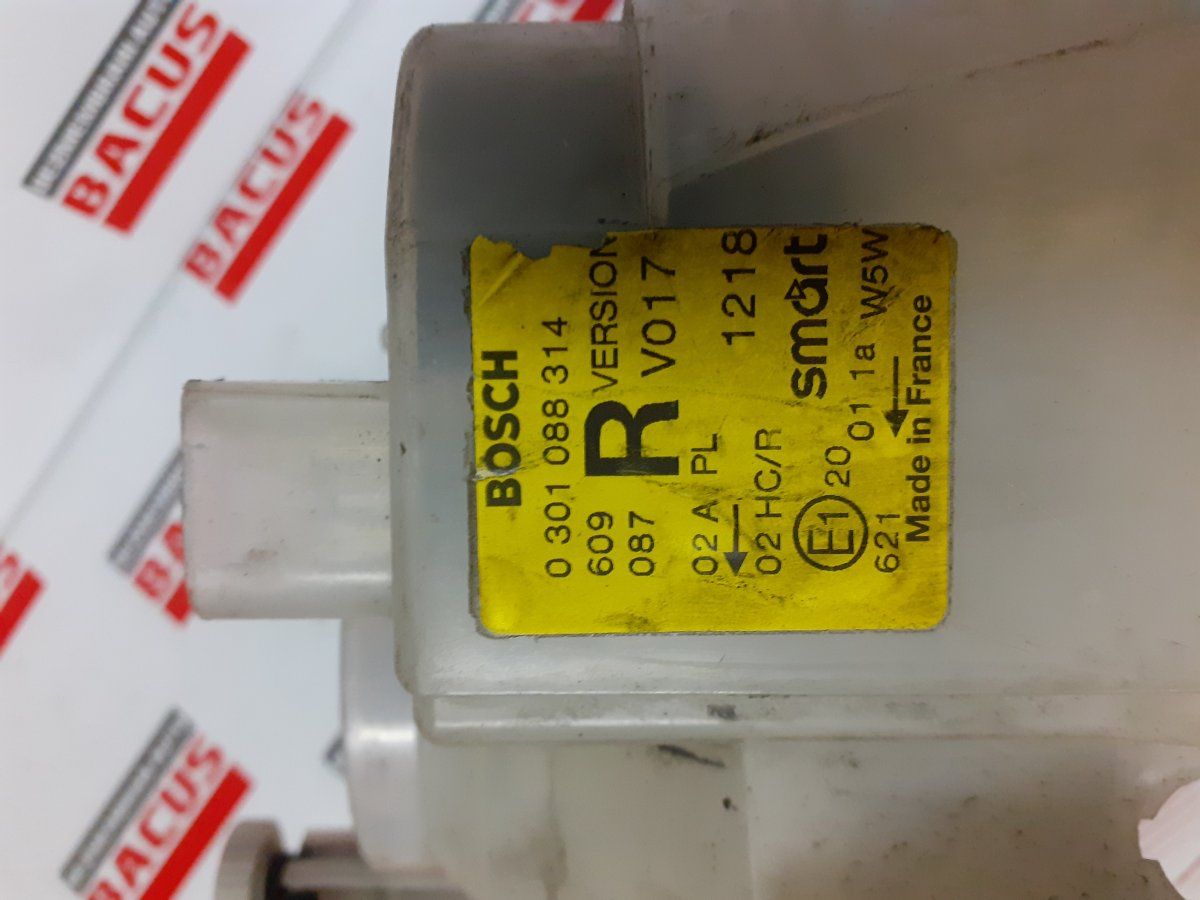 BOSCH
0 301 088 314
609 R VERSION
087 V017
02 A PL 1218
02 HC/R smart
E1 20 01 1a W5W
621
Made in France
BACUS
BACUS
BACUS
BACUS